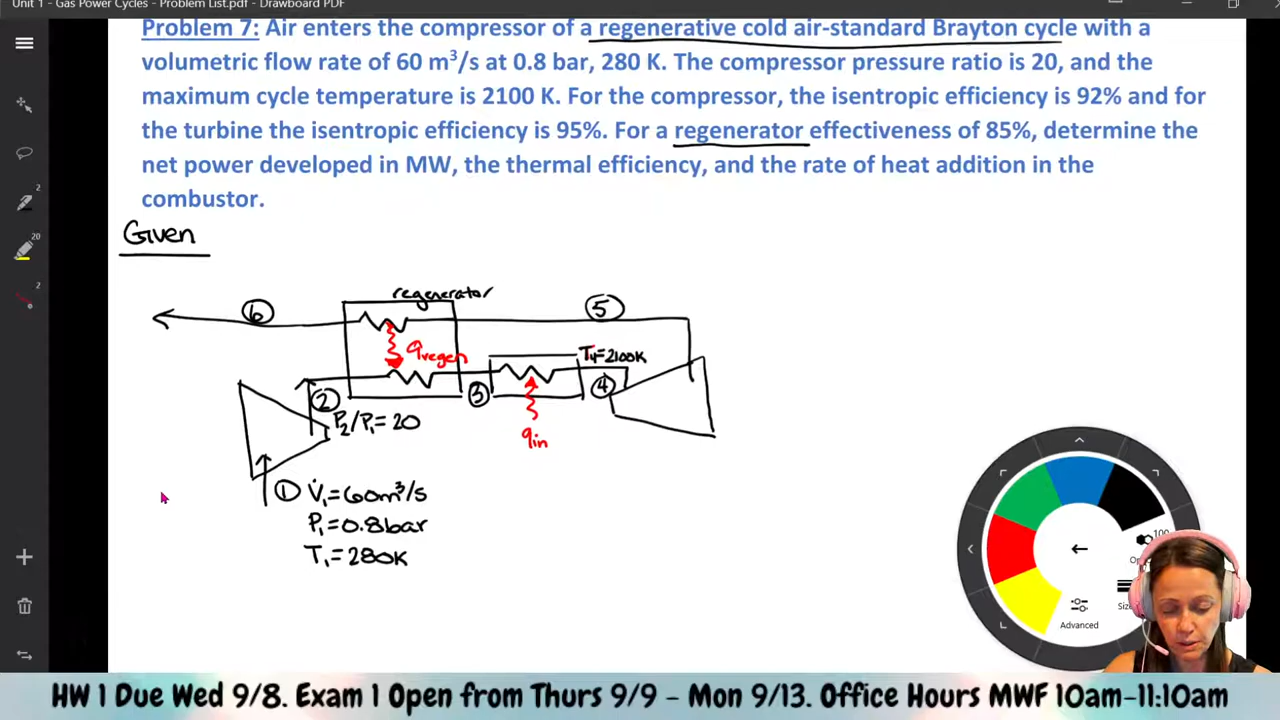 Unit 1 - Gas Power Cycles - Problem List.pdf - Drawboard PDF
Problem 7: Air enters the compressor of a regenerative cold air-standard Brayton cycle with a
volumetric flow rate of 60 m³/s at 0.8 bar, 280 K. The compressor pressure ratio is 20, and the
maximum cycle temperature is 2100 K. For the compressor, the isentropic efficiency is 92% and for
the turbine the isentropic efficiency is 95%. For a regenerator effectiveness of 85%, determine the
net power developed in MW, the thermal efficiency, and the rate of heat addition in the
combustor.
Given
regenerator
6
5
qregen
T4=2100K
2
3
4
P2/P1=20
qin
1 V̇1=60m³/s
P1=0.8bar
T1=280K
2
20
2
100
Advanced
HW 1 Due Wed 9/8. Exam 1 Open from Thurs 9/9 - Mon 9/13. Office Hours MWF 10am-11:10am